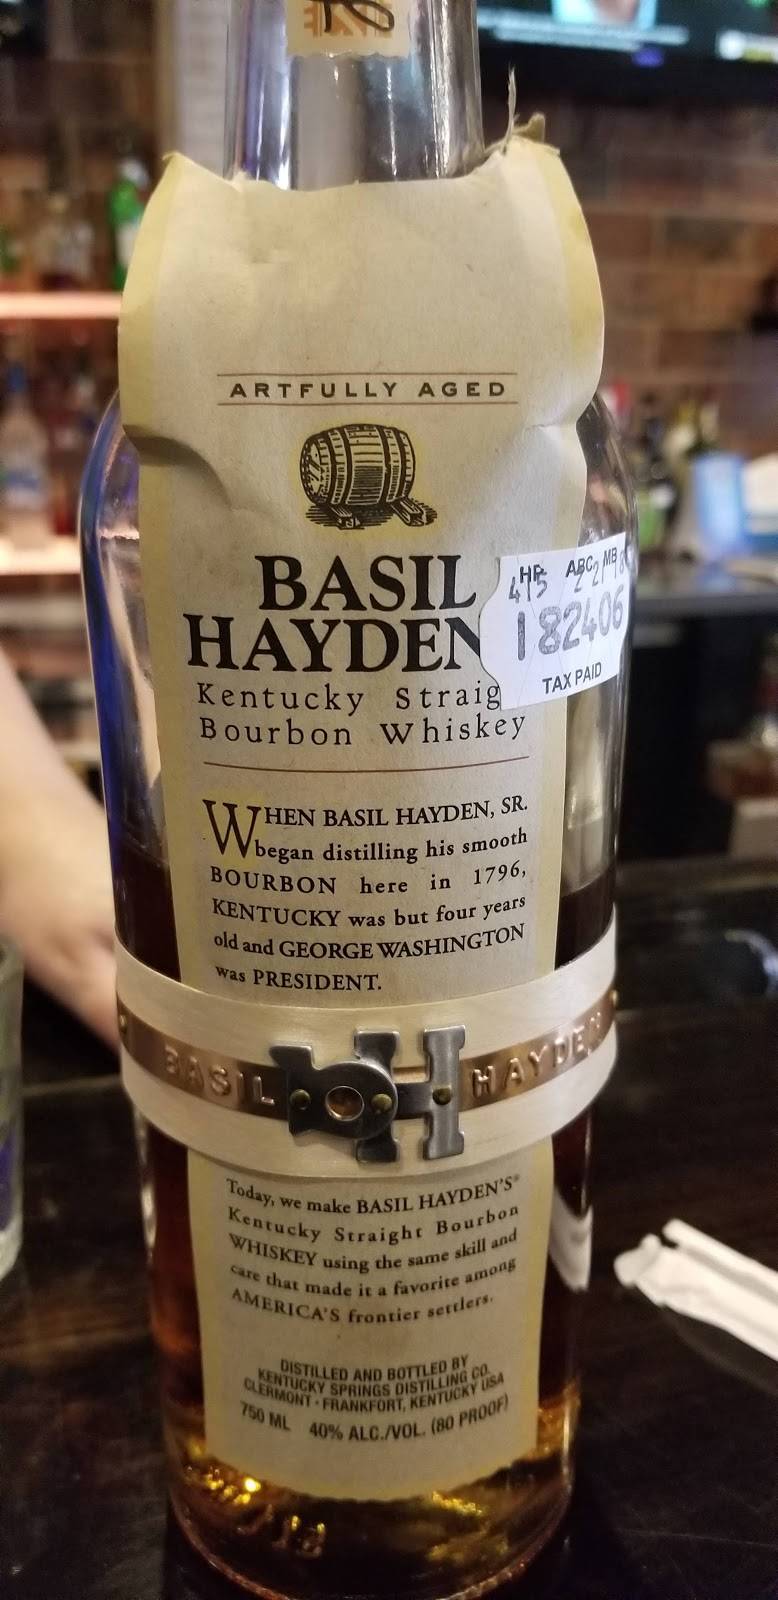 ARTFULLY AGED
BASIL
HAYDEN
Kentucky Straig
Bourbon Whiskey
HP ABC MB
182406
TAX PAID
WHEN BASIL HAYDEN, SR.
began distilling his smooth
BOURBON here in 1796,
KENTUCKY was but four years
old and GEORGE WASHINGTON
was PRESIDENT.
BASIL bH HAYDEN
Today, we make BASIL HAYDEN'S®
Kentucky Straight Bourbon
WHISKEY using the same skill and
care that made it a favorite among
AMERICA'S frontier settlers.
DISTILLED AND BOTTLED BY
KENTUCKY SPRINGS DISTILLING CO.
CLERMONT · FRANKFORT, KENTUCKY USA
750 ML 40% ALC./VOL. (80 PROOF)